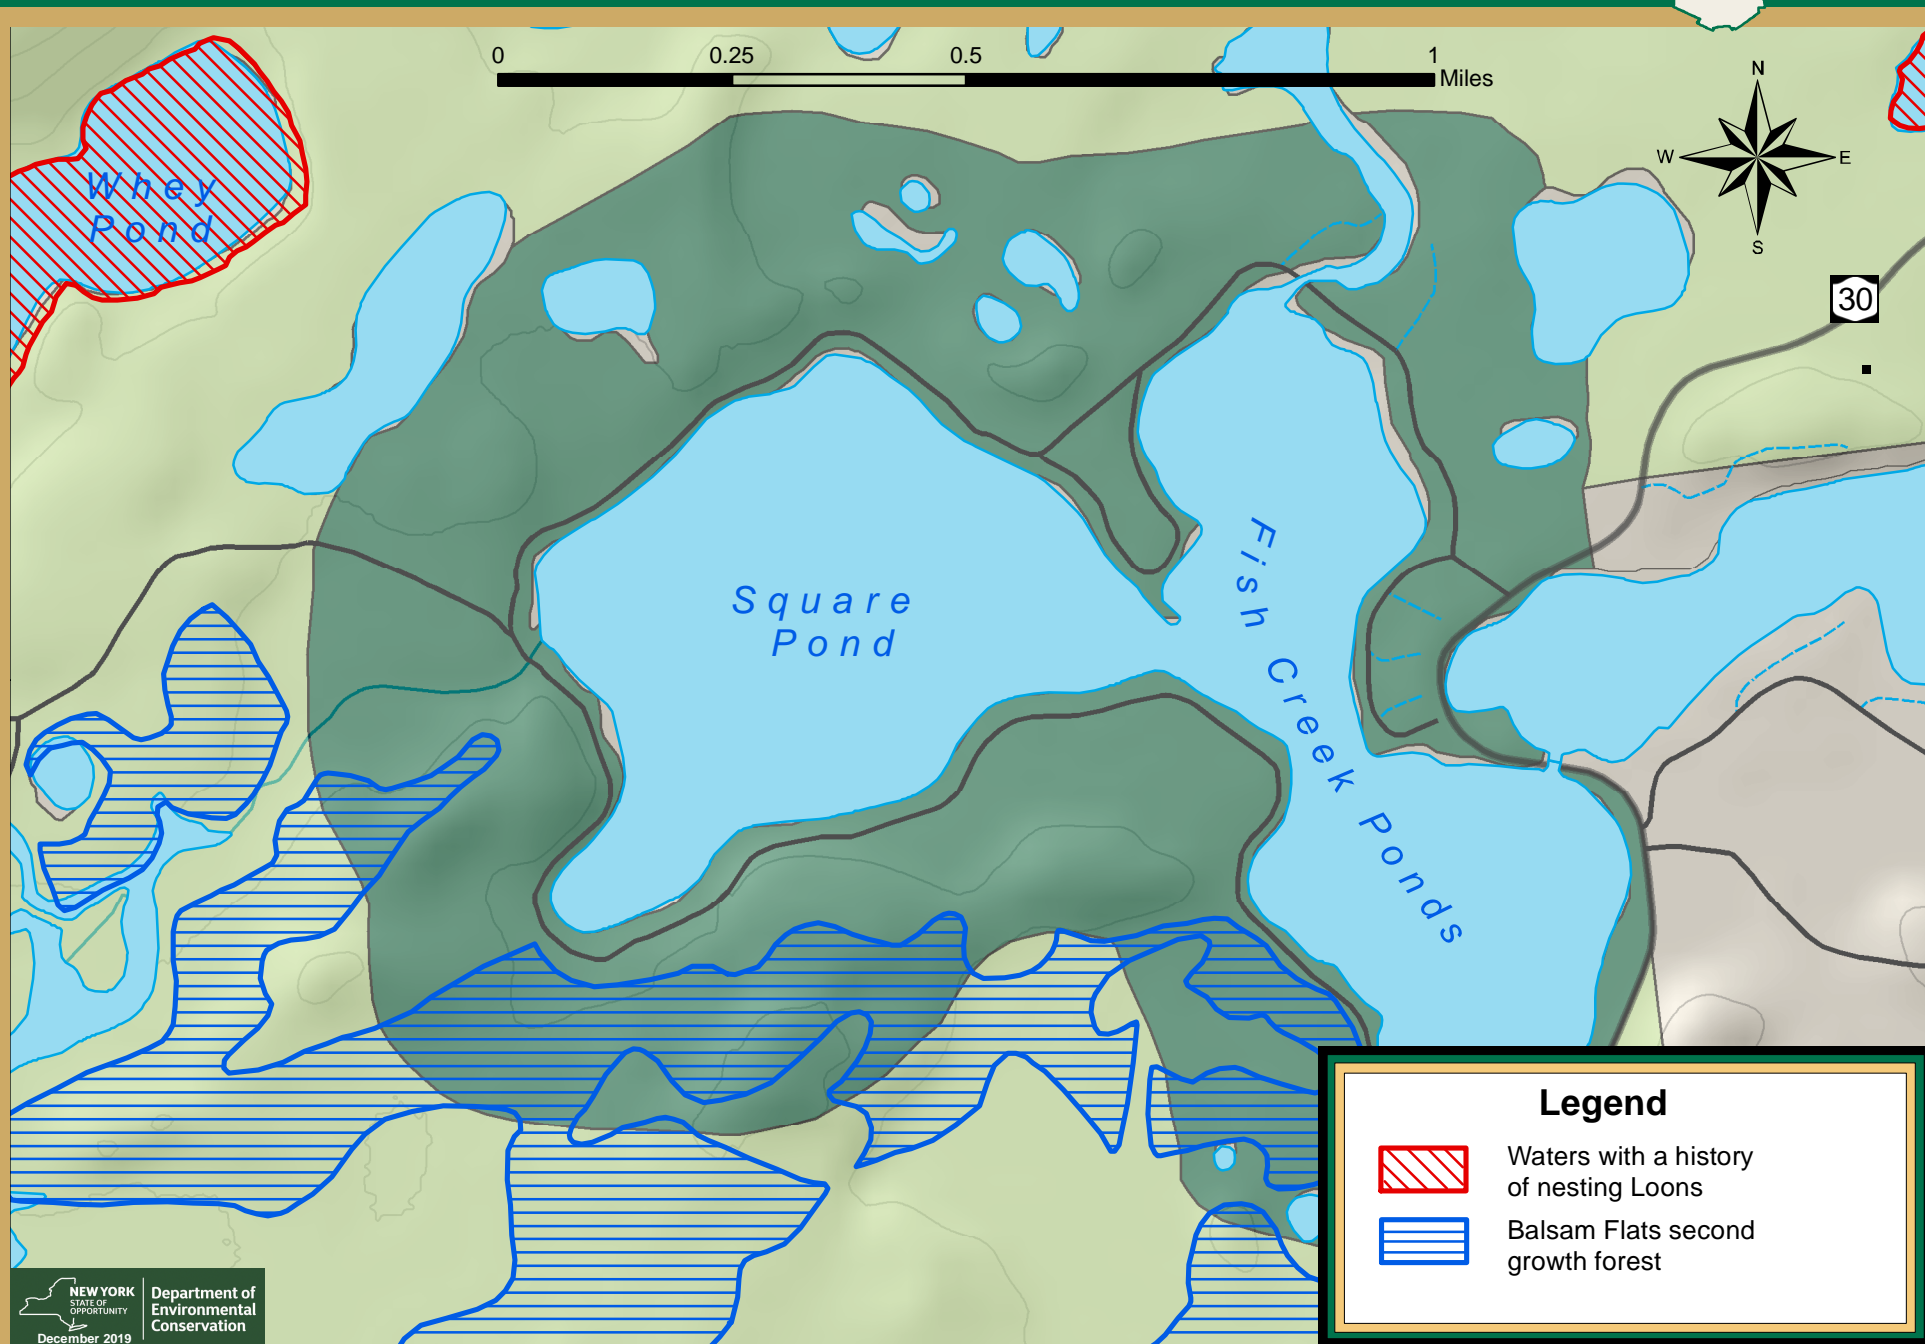 0 0.25 0.5 1
Miles
N
W E
S
Whey
Pond
30
Square
Pond
Fish Creek Ponds
Legend
Waters with a history
of nesting Loons
Balsam Flats second
growth forest
NEW YORK
STATE OF
OPPORTUNITY
Department of
Environmental
Conservation
December 2019